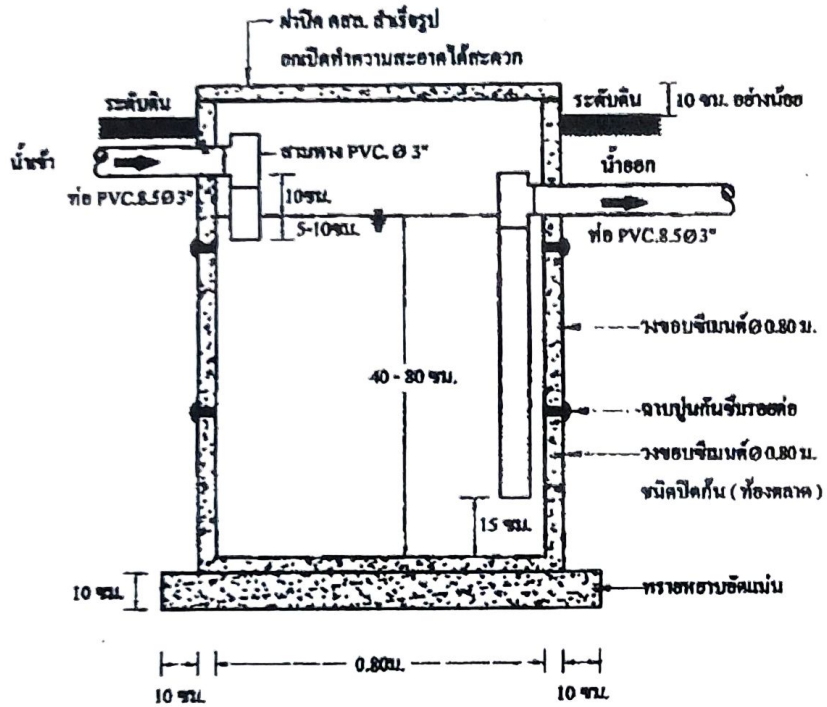 ฝาปิด คสล. สำเร็จรูป
ยกเปิดทำความสะอาดได้สะดวก
ระดับดิน
ระดับดิน
10 ซม. อย่างน้อย
น้ำเข้า
สามทาง PVC. Ø 3"
น้ำออก
ท่อ PVC.8.5Ø3"
10ซม.
5-10ซม.
ท่อ PVC.8.5Ø3"
วงขอบซีเมนต์Ø0.80 ม.
40 - 80 ซม.
ฉาบปูนกันซึมรอยต่อ
วงขอบซีเมนต์Ø0.80 ม.
ชนิดปิดก้น ( ท้องตลาด )
15 ซม.
10 ซม.
ทรายหยาบอัดแน่น
0.80ม.
10 ซม.
10 ซม.